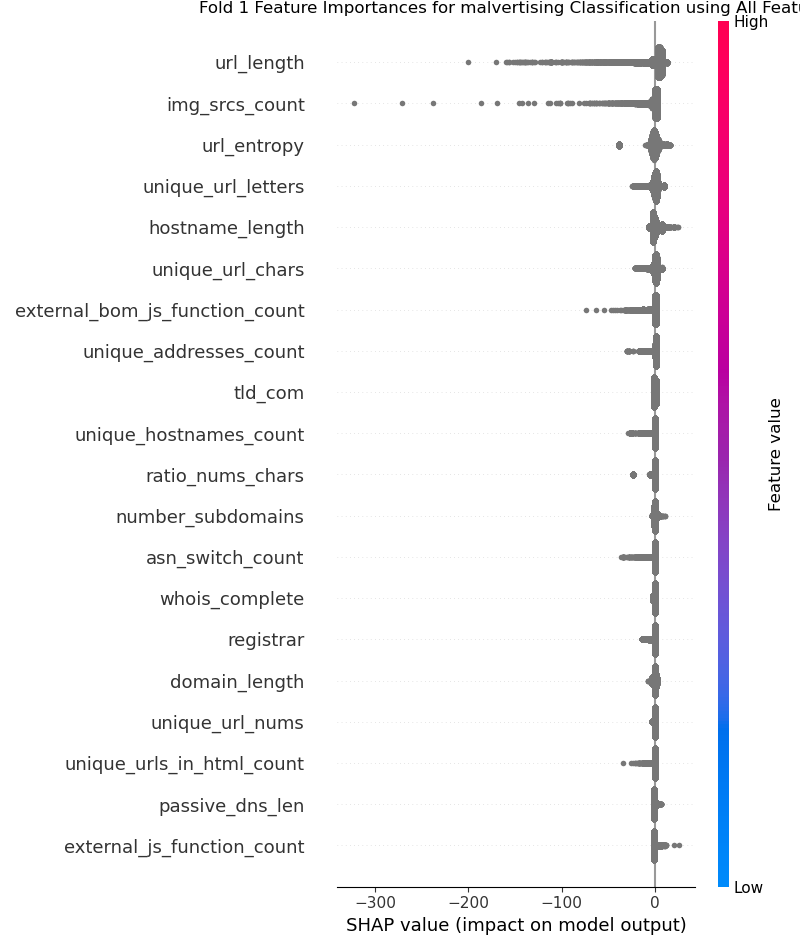 Fold 1 Feature Importances for malvertising Classification using All Featu
High
url_length
img_srcs_count
url_entropy
unique_url_letters
hostname_length
unique_url_chars
external_bom_js_function_count
unique_addresses_count
tld_com
unique_hostnames_count
ratio_nums_chars
number_subdomains
asn_switch_count
whois_complete
registrar
domain_length
unique_url_nums
unique_urls_in_html_count
passive_dns_len
external_js_function_count
Feature value
Low
−300 −200 −100 0
SHAP value (impact on model output)